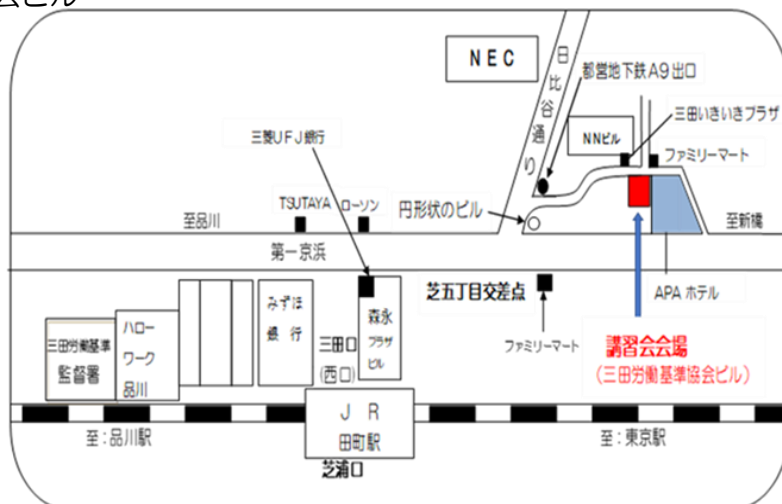 ビル
NEC
日比谷通り
都営地下鉄A9出口
三田いきいきプラザ
NNビル
ファミリーマート
三菱UFJ銀行
TSUTAYA ローソン
円形状のビル
至品川
至新橋
第一京浜
芝五丁目交差点
APAホテル
みずほ
銀行
森永
プラザ
ビル
三田口
(西口)
ハロー
ワーク
品川
三田労働基準
監督署
ファミリーマート
講習会会場
(三田労働基準協会ビル)
JR
田町駅
芝浦口
至:品川駅
至:東京駅